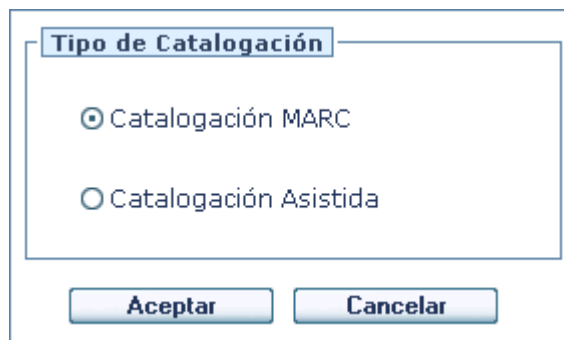 Tipo de Catalogación
Catalogación MARC
Catalogación Asistida
Aceptar Cancelar